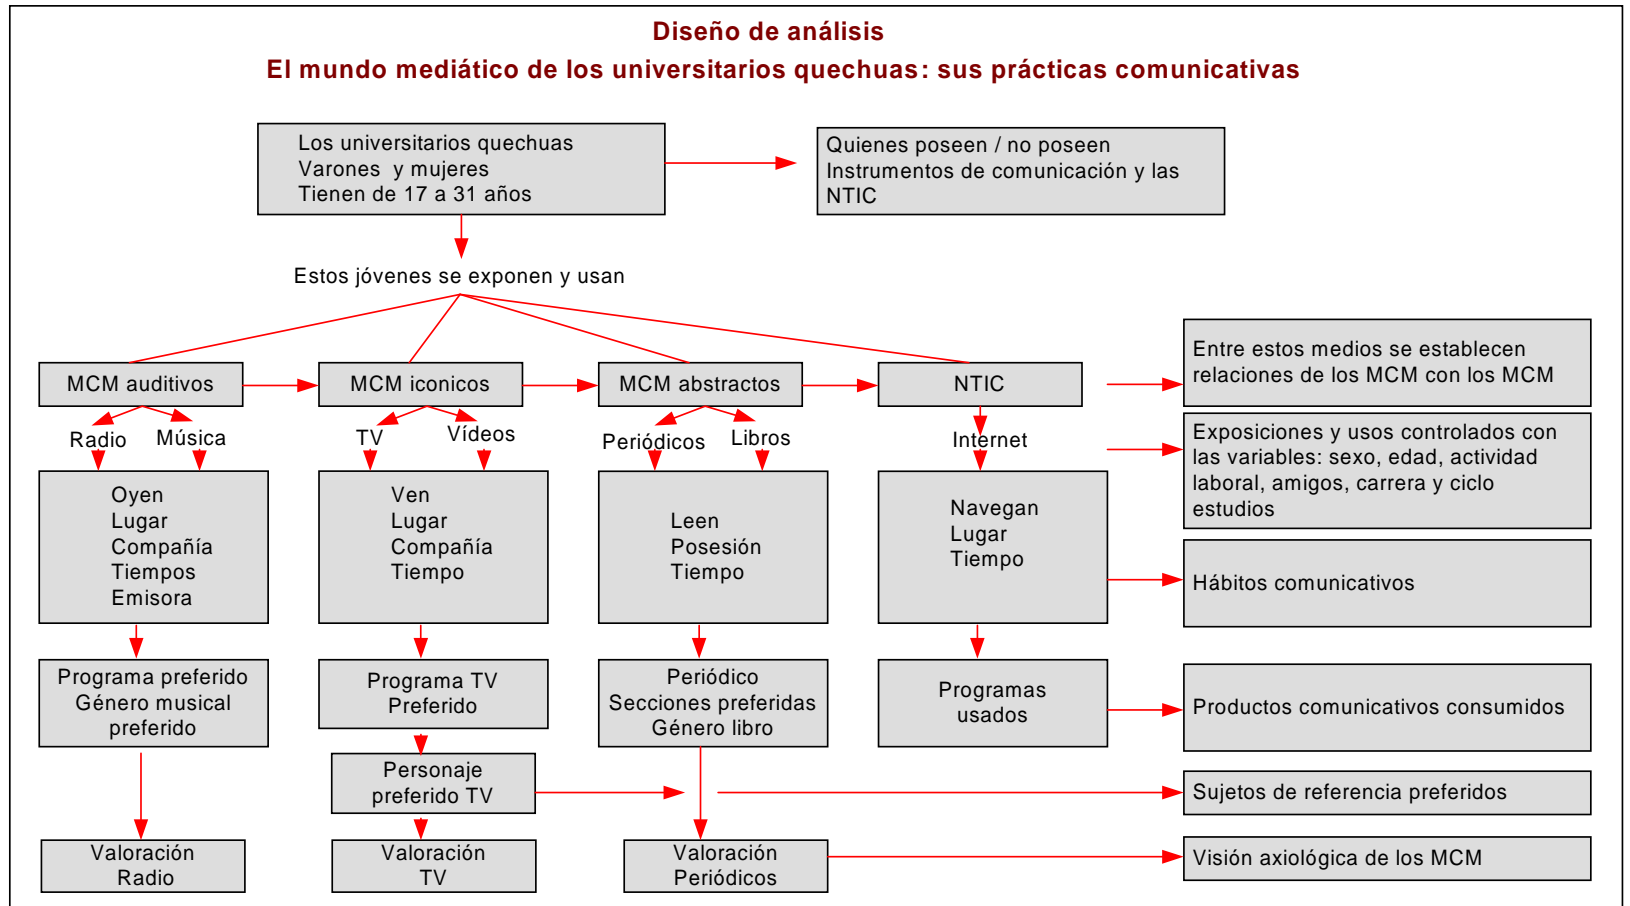 Diseño de análisis
El mundo mediático de los universitarios quechuas: sus prácticas comunicativas
Los universitarios quechuas
Varones y mujeres
Tienen de 17 a 31 años
Quienes poseen / no poseen
Instrumentos de comunicación y las
NTIC
Estos jóvenes se exponen y usan
MCM auditivos
MCM iconicos
MCM abstractos
NTIC
Entre estos medios se establecen
relaciones de los MCM con los MCM
Radio
Música
TV
Vídeos
Periódicos
Libros
Internet
Exposiciones y usos controlados con
las variables: sexo, edad, actividad
laboral, amigos, carrera y ciclo
estudios
Oyen
Lugar
Compañía
Tiempos
Emisora
Ven
Lugar
Compañía
Tiempo
Leen
Posesión
Tiempo
Navegan
Lugar
Tiempo
Hábitos comunicativos
Programa preferido
Género musical
preferido
Programa TV
Preferido
Periódico
Secciones preferidas
Género libro
Programas
usados
Productos comunicativos consumidos
Personaje
preferido TV
Sujetos de referencia preferidos
Valoración
Radio
Valoración
TV
Valoración
Periódicos
Visión axiológica de los MCM